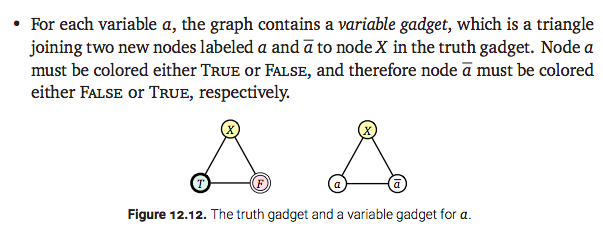 • For each variable a, the graph contains a variable gadget, which is a triangle
joining two new nodes labeled a and a̅ to node X in the truth gadget. Node a
must be colored either TRUE or FALSE, and therefore node a̅ must be colored
either FALSE or TRUE, respectively.
X X
T F a a̅
Figure 12.12. The truth gadget and a variable gadget for a.